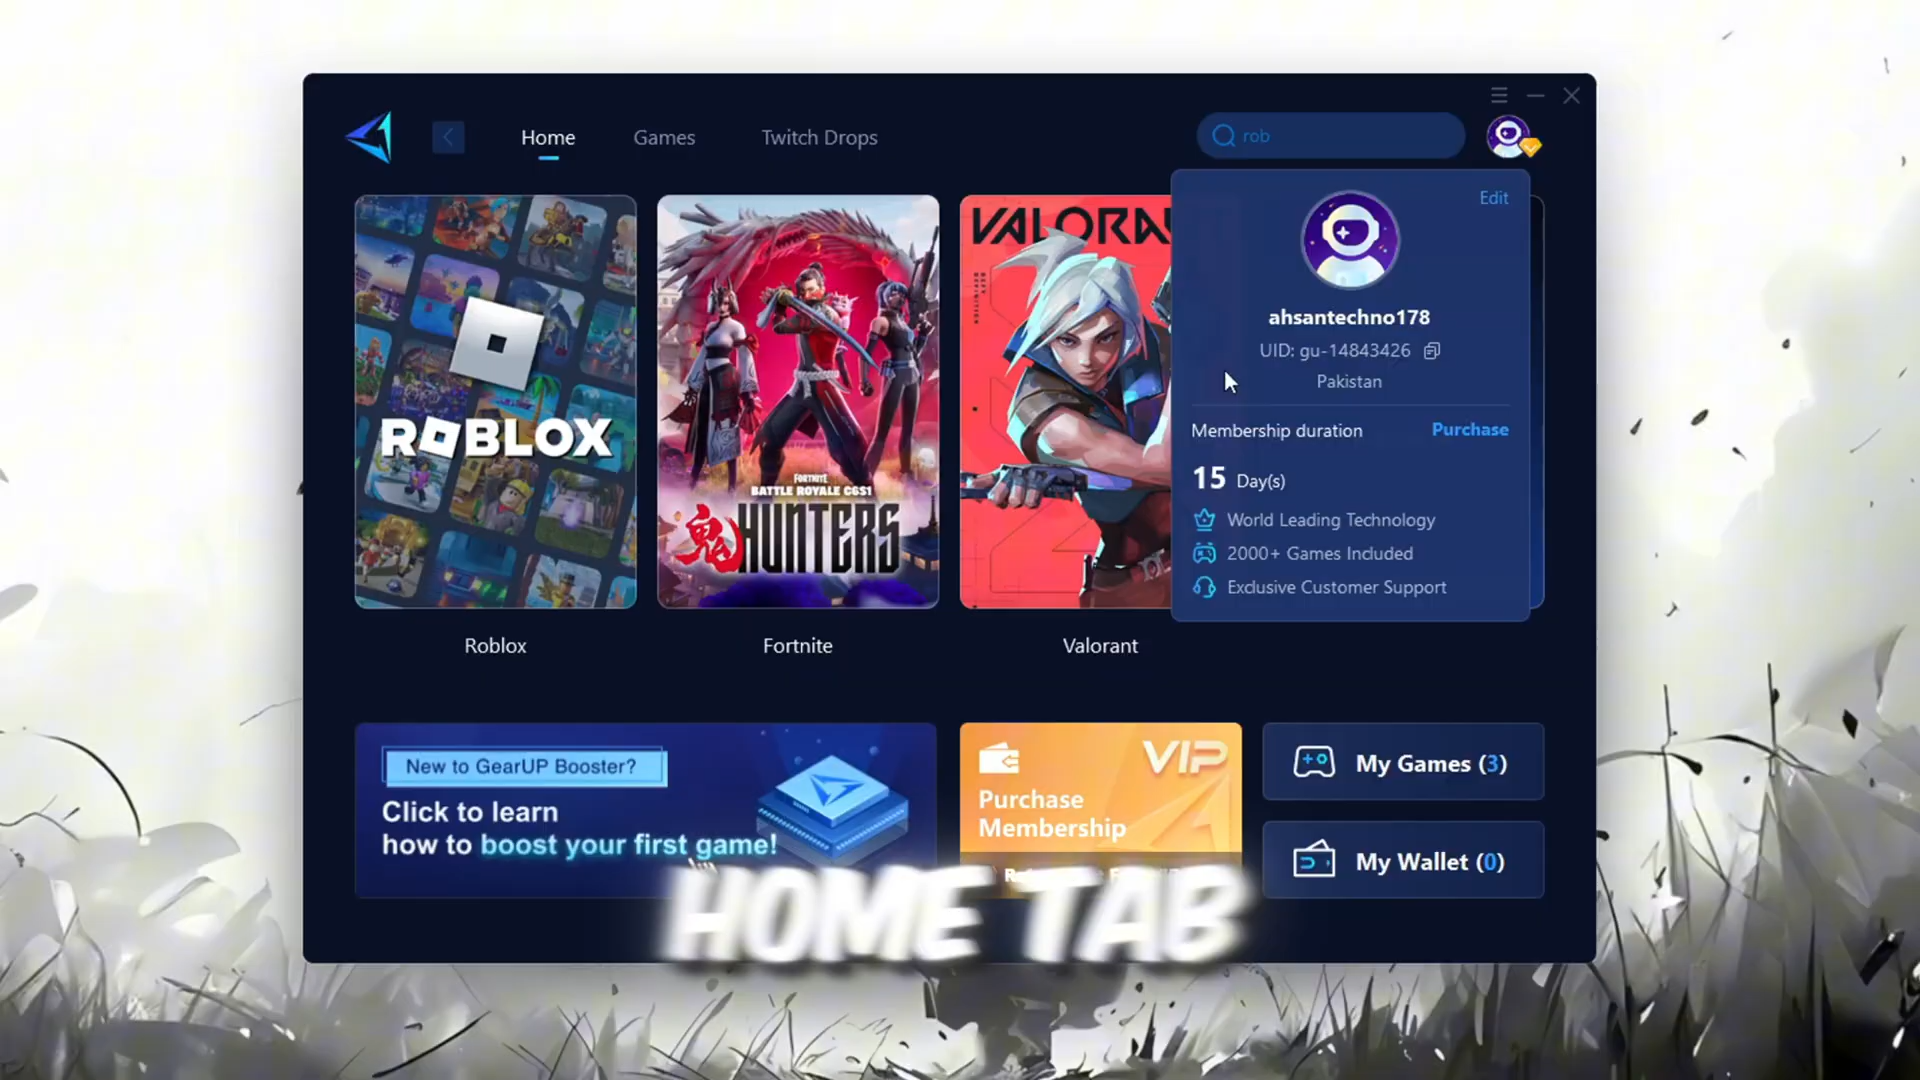 Home
Games
Twitch Drops
rob
Edit
ahsantechno178
UID: gu-14843426
Pakistan
Membership duration
Purchase
15 Day(s)
World Leading Technology
2000+ Games Included
Exclusive Customer Support
ROBLOX
FORTNITE
BATTLE ROYALE C6S1
鬼 HUNTERS
VALORA
Roblox
Fortnite
Valorant
New to GearUP Booster?
Click to learn
how to boost your first game!
VIP
Purchase
Membership
My Games (3)
My Wallet (0)
HOME TAB